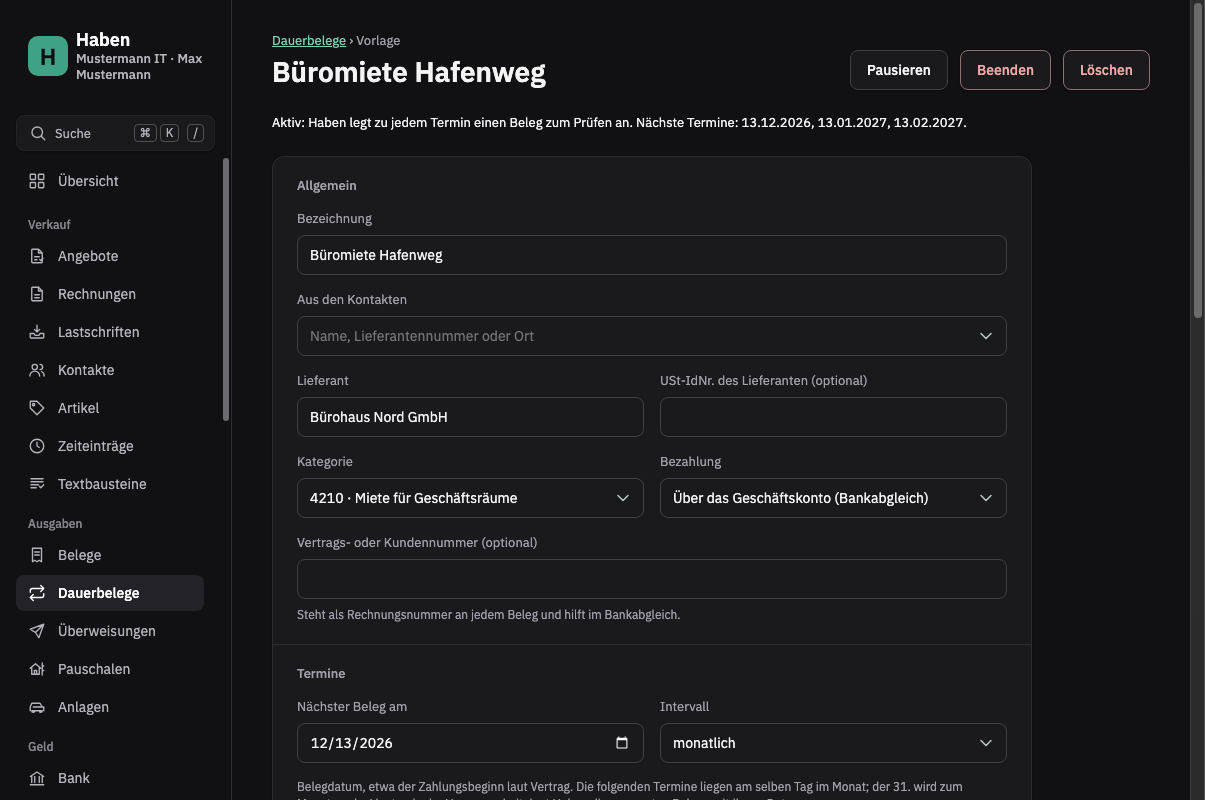 H
Haben
Mustermann IT · Max
Mustermann
Suche ⌘ K /
Übersicht
Verkauf
Angebote
Rechnungen
Lastschriften
Kontakte
Artikel
Zeiteinträge
Textbausteine
Ausgaben
Belege
Dauerbelege
Überweisungen
Pauschalen
Anlagen
Geld
Bank
Dauerbelege › Vorlage
Büromiete Hafenweg
Pausieren
Beenden
Löschen
Aktiv: Haben legt zu jedem Termin einen Beleg zum Prüfen an. Nächste Termine: 13.12.2026, 13.01.2027, 13.02.2027.
Allgemein
Bezeichnung
Büromiete Hafenweg
Aus den Kontakten
Name, Lieferantennummer oder Ort
Lieferant
Bürohaus Nord GmbH
USt-IdNr. des Lieferanten (optional)
Kategorie
4210 · Miete für Geschäftsräume
Bezahlung
Über das Geschäftskonto (Bankabgleich)
Vertrags- oder Kundennummer (optional)
Steht als Rechnungsnummer an jedem Beleg und hilft im Bankabgleich.
Termine
Nächster Beleg am
12/13/2026
Intervall
monatlich
Belegdatum, etwa der Zahlungsbeginn laut Vertrag. Die folgenden Termine liegen am selben Tag im Monat; der 31. wird zum